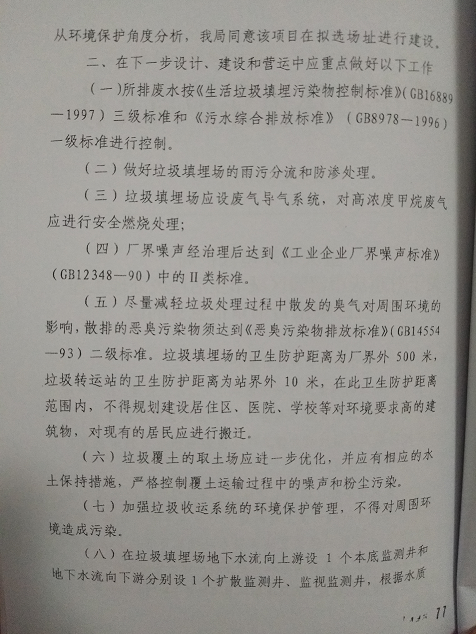 从环境保护角度分析，我局同意该项目在拟选场址进行建设。
二、在下一步设计、建设和营运中应重点做好以下工作
（一）所排废水按《生活垃圾填埋污染物控制标准》（GB16889
—1997）三级标准和《污水综合排放标准》（GB8978—1996）
一级标准进行控制。
（二）做好垃圾填埋场的雨污分流和防渗处理。
（三）垃圾填埋场应设废气导气系统，对高浓度甲烷废气
应进行安全燃烧处理；
（四）厂界噪声经治理后达到《工业企业厂界噪声标准》
（GB12348—90）中的Ⅱ类标准。
（五）尽量减轻垃圾处理过程中散发的臭气对周围环境的
影响，散排的恶臭污染物须达到《恶臭污染物排放标准》（GB14554
—93）二级标准。垃圾填埋场的卫生防护距离为厂界外 500 米，
垃圾转运站的卫生防护距离为站界外 10 米，在此卫生防护距离
范围内，不得规划建设居住区、医院、学校等对环境要求高的建
筑物，对现有的居民应进行搬迁。
（六）垃圾覆土的取土场应进一步优化，并应有相应的水
土保持措施，严格控制覆土运输过程中的噪声和粉尘污染。
（七）加强垃圾收运系统的环境保护管理，不得对周围环
境造成污染。
（八）在垃圾填埋场地下水流向上游设 1 个本底监测井和
地下水流向下游分别设 1 个扩散监测井、监视监测井，根据水质
11